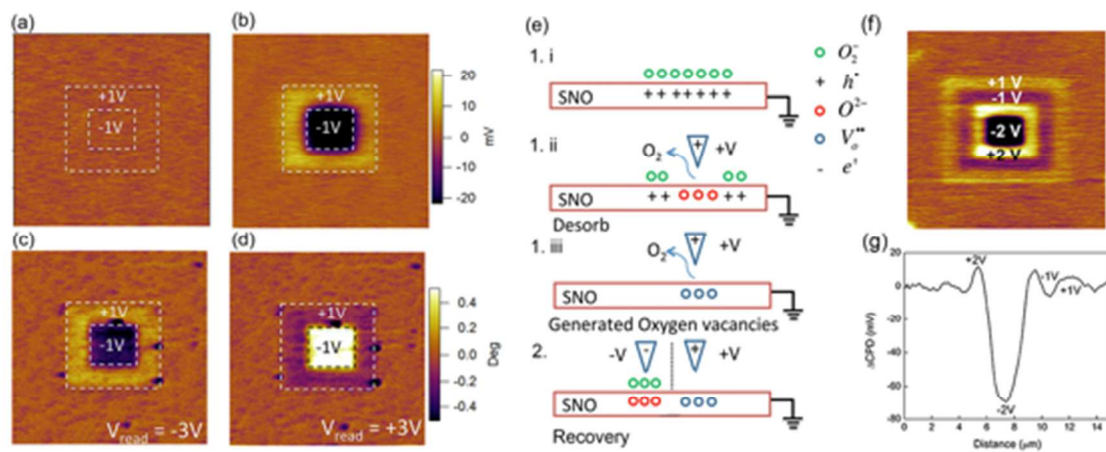 (a)
+1V
-1V
(b)
+1V
-1V
20
10
0
-10
-20
mV
(c)
+1V
-1V
V_read = -3V
(d)
+1V
-1V
V_read = +3V
0.4
0.2
0.0
-0.2
-0.4
Deg
(e)
1. i
SNO
+ + + + + + +
1. ii
O₂
+
+V
SNO
+ + + +
Desorb
1. iii
O₂
+
+V
SNO
Generated Oxygen vacancies
2.
-V
-
+
+V
SNO
Recovery
O₂⁻
+ h•
O²⁻
V_o••
- e'
(f)
+1 V
-1 V
-2 V
+2 V
(g)
ΔCPD (mV)
20
0
-20
-40
-60
-80
+2V
-1V
+1V
-2V
0 2 4 6 8 10 12 14
Distance (μm)